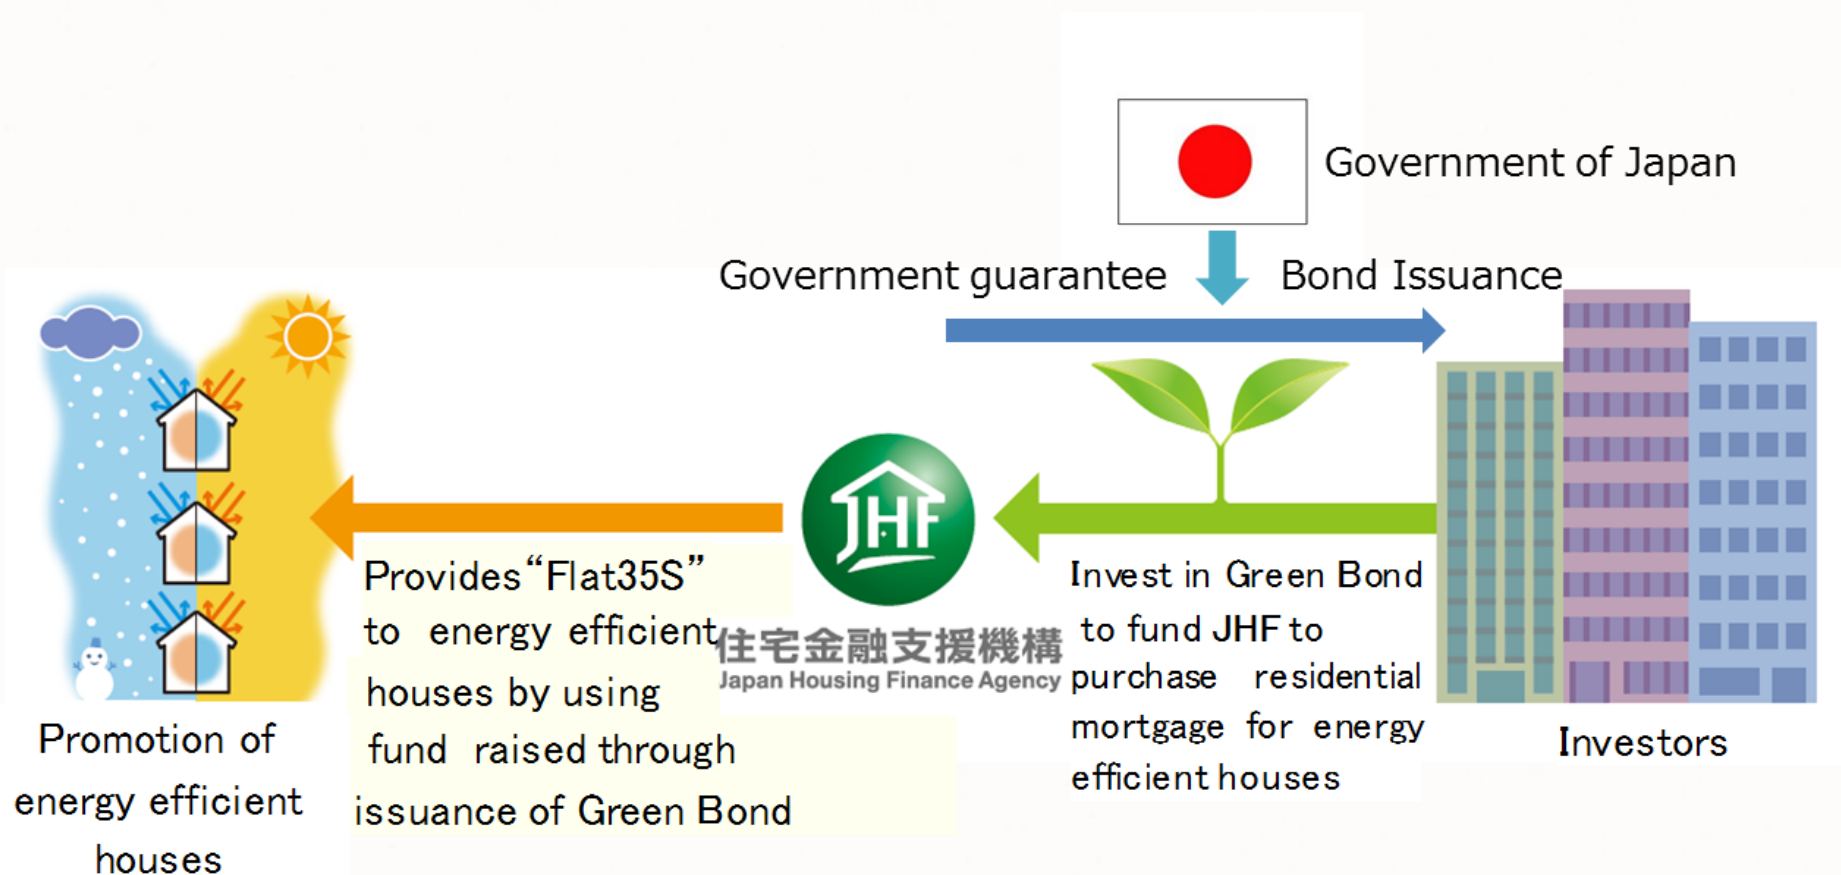 Government of Japan
Government guarantee
Bond Issuance
JHF
住宅金融支援機構
Japan Housing Finance Agency
Provides“Flat35S”
to energy efficient
houses by using
fund raised through
issuance of Green Bond
Invest in Green Bond
to fund JHF to
purchase residential
mortgage for energy
efficient houses
Investors
Promotion of
energy efficient
houses